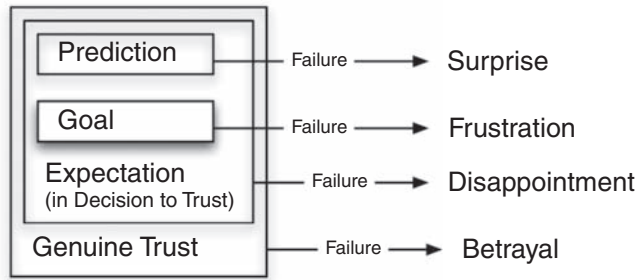 Prediction
Failure
Surprise
Goal
Failure
Frustration
Expectation
(in Decision to Trust)
Failure
Disappointment
Genuine Trust
Failure
Betrayal